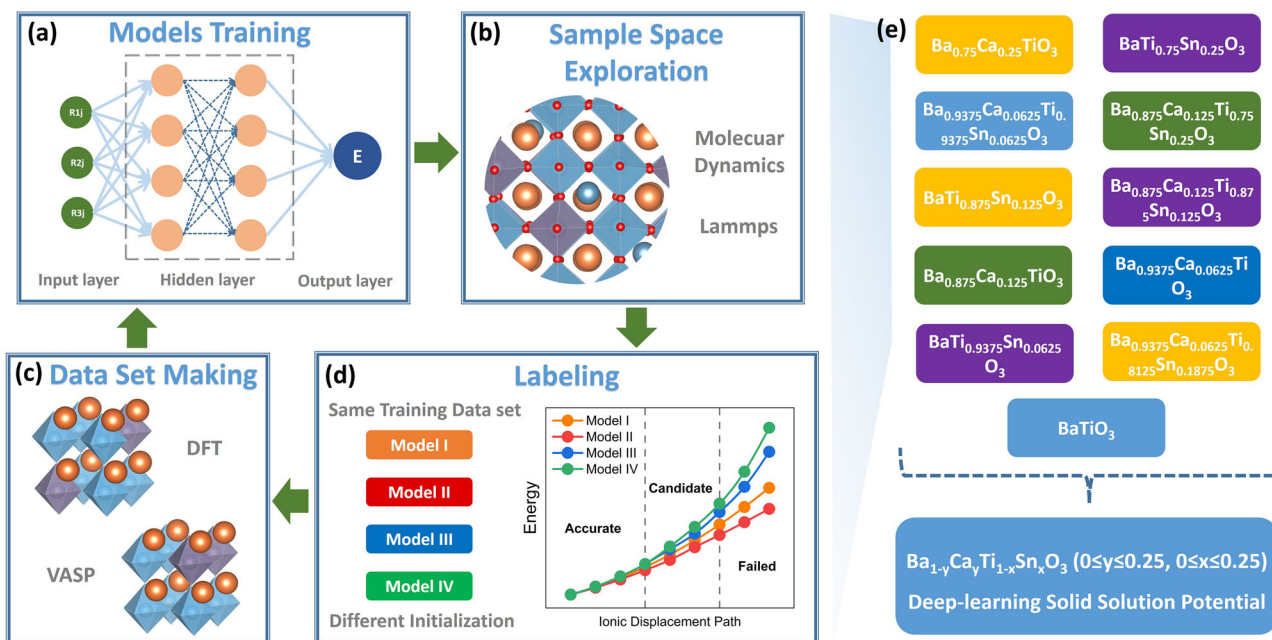 (a)
Models Training
R1j
R2j
R3j
E
Input layer
Hidden layer
Output layer
(b)
Sample Space
Exploration
Molecuar
Dynamics
Lammps
(c)
Data Set Making
DFT
VASP
(d)
Labeling
Same Training Data set
Model I
Model II
Model III
Model IV
Different Initialization
Energy
Model I
Model II
Model III
Model IV
Accurate
Candidate
Failed
Ionic Displacement Path
(e)
Ba₀.₇₅Ca₀.₂₅TiO₃
BaTi₀.₇₅Sn₀.₂₅O₃
Ba₀.₉₃₇₅Ca₀.₀₆₂₅Ti₀.
₉₃₇₅Sn₀.₀₆₂₅O₃
Ba₀.₈₇₅Ca₀.₁₂₅Ti₀.₇₅
Sn₀.₂₅O₃
BaTi₀.₈₇₅Sn₀.₁₂₅O₃
Ba₀.₈₇₅Ca₀.₁₂₅Ti₀.₈₇
₅Sn₀.₁₂₅O₃
Ba₀.₈₇₅Ca₀.₁₂₅TiO₃
Ba₀.₉₃₇₅Ca₀.₀₆₂₅Ti
O₃
BaTi₀.₉₃₇₅Sn₀.₀₆₂₅
O₃
Ba₀.₉₃₇₅Ca₀.₀₆₂₅Ti₀.
₈₁₂₅Sn₀.₁₈₇₅O₃
BaTiO₃
Ba₁₋yCayTi₁₋ₓSnₓO₃ (0≤y≤0.25, 0≤x≤0.25)
Deep-learning Solid Solution Potential